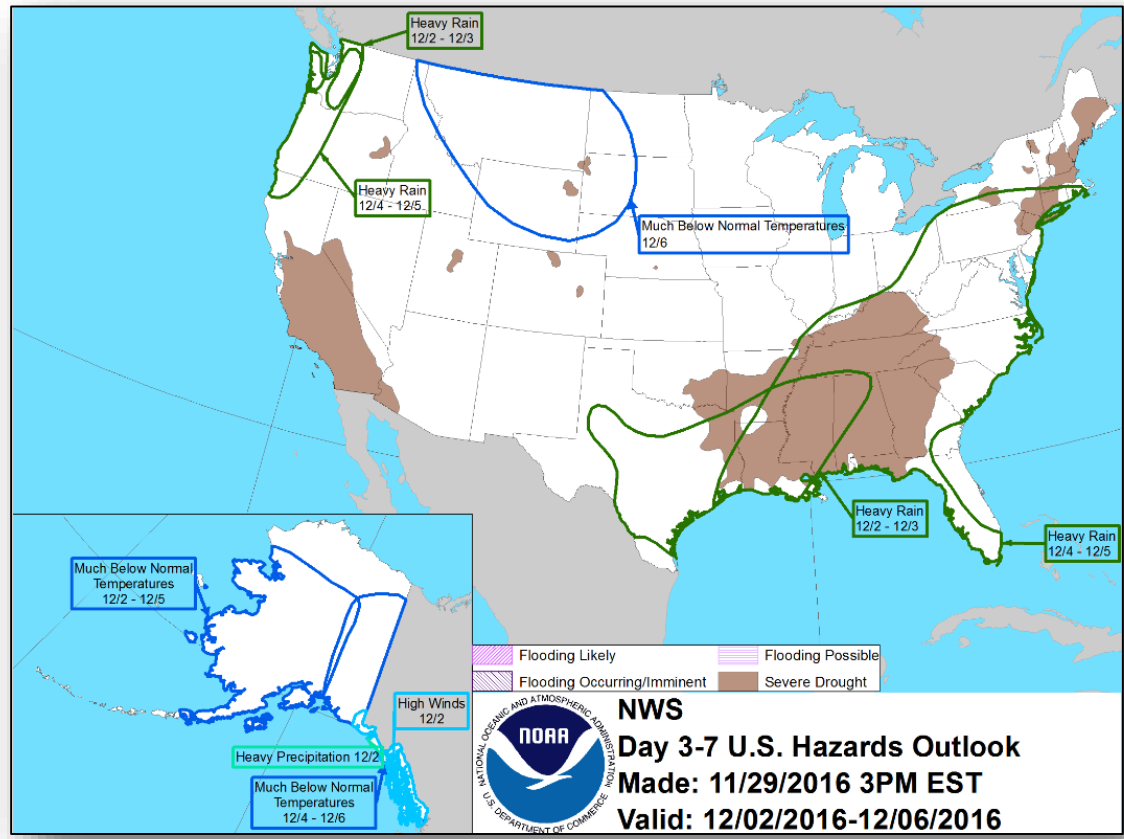 Heavy Rain
12/2 - 12/3
Heavy Rain
12/4 - 12/5
Much Below Normal Temperatures
12/6
Heavy Rain
12/2 - 12/3
Heavy Rain
12/4 - 12/5
Much Below Normal
Temperatures
12/2 - 12/5
High Winds
12/2
Heavy Precipitation 12/2
Much Below Normal
Temperatures
12/4 - 12/6
Flooding Likely
Flooding Possible
Flooding Occurring/Imminent
Severe Drought
NATIONAL OCEANIC AND ATMOSPHERIC ADMINISTRATION
NOAA
U.S. DEPARTMENT OF COMMERCE
NWS
Day 3-7 U.S. Hazards Outlook
Made: 11/29/2016 3PM EST
Valid: 12/02/2016-12/06/2016